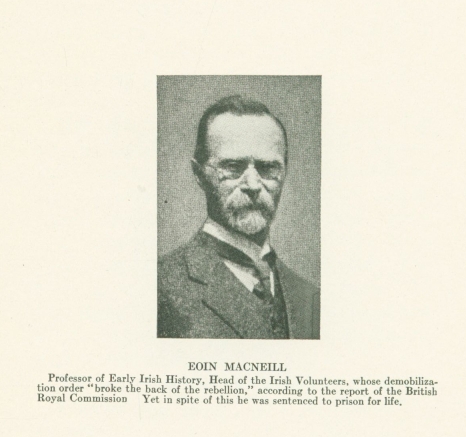 EOIN MACNEILL
Professor of Early Irish History, Head of the Irish Volunteers, whose demobiliza-
tion order "broke the back of the rebellion," according to the report of the British
Royal Commission Yet in spite of this he was sentenced to prison for life.